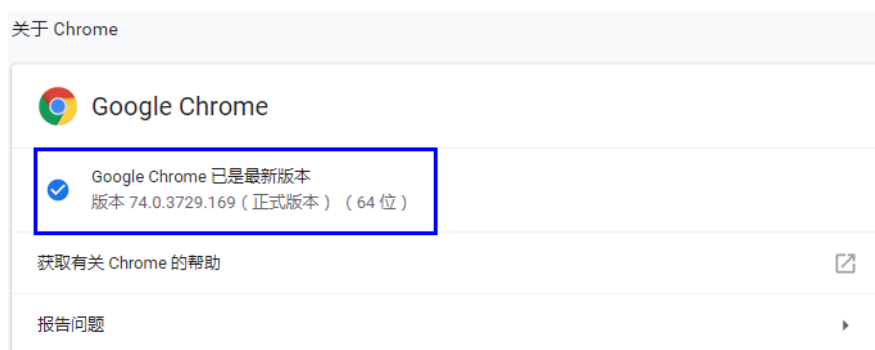 关于 Chrome
Google Chrome
Google Chrome 已是最新版本
版本 74.0.3729.169（正式版本）（64 位）
获取有关 Chrome 的帮助
报告问题